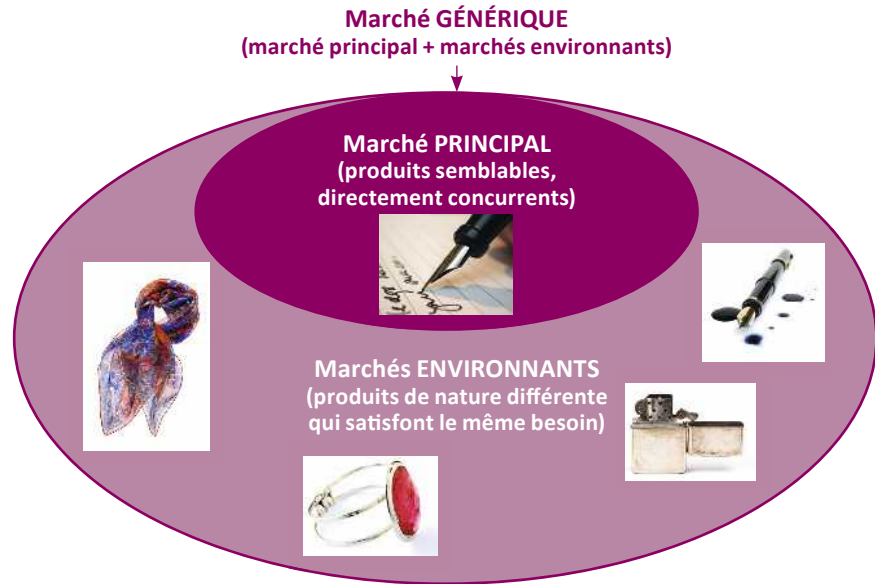 Marché GÉNÉRIQUE
(marché principal + marchés environnants)
Marché PRINCIPAL
(produits semblables,
directement concurrents)
Marchés ENVIRONNANTS
(produits de nature différente
qui satisfont le même besoin)